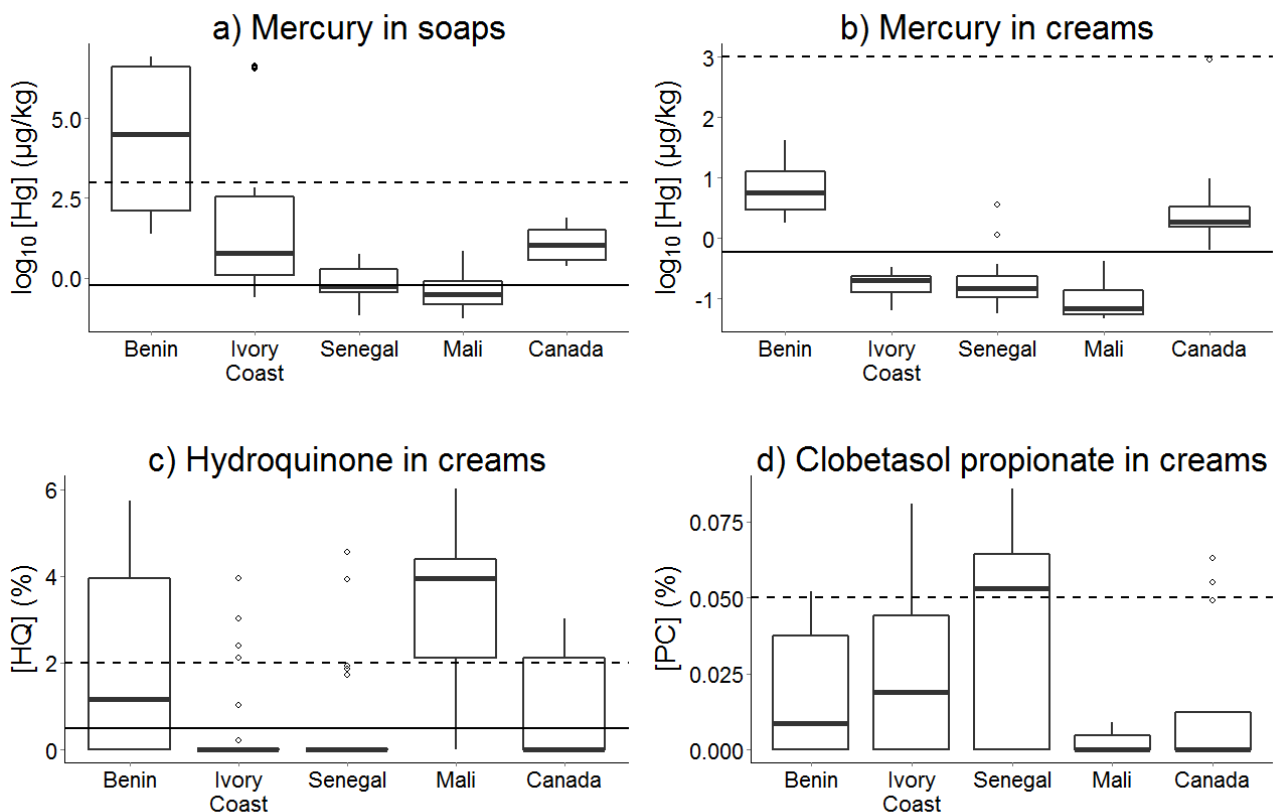 a) Mercury in soaps
log10 [Hg] (µg/kg)
5.0
2.5
0.0
Benin
Ivory
Coast
Senegal
Mali
Canada
b) Mercury in creams
log10 [Hg] (µg/kg)
3
2
1
0
-1
Benin
Ivory
Coast
Senegal
Mali
Canada
c) Hydroquinone in creams
[HQ] (%)
6
4
2
0
Benin
Ivory
Coast
Senegal
Mali
Canada
d) Clobetasol propionate in creams
[PC] (%)
0.075
0.050
0.025
0.000
Benin
Ivory
Coast
Senegal
Mali
Canada